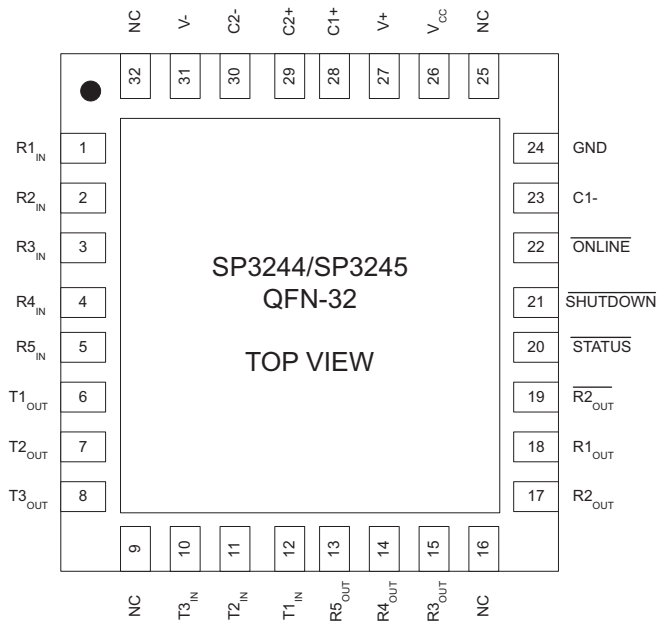 NC V- C2- C2+ C1+ V+ VCC NC
32 31 30 29 28 27 26 25
R1IN 1
R2IN 2
R3IN 3
R4IN 4
R5IN 5
T1OUT 6
T2OUT 7
T3OUT 8
SP3244/SP3245
QFN-32
TOP VIEW
24 GND
23 C1-
22 ONLINE
21 SHUTDOWN
20 STATUS
19 R2OUT
18 R1OUT
17 R2OUT
9 10 11 12 13 14 15 16
NC T3IN T2IN T1IN R5OUT R4OUT R3OUT NC